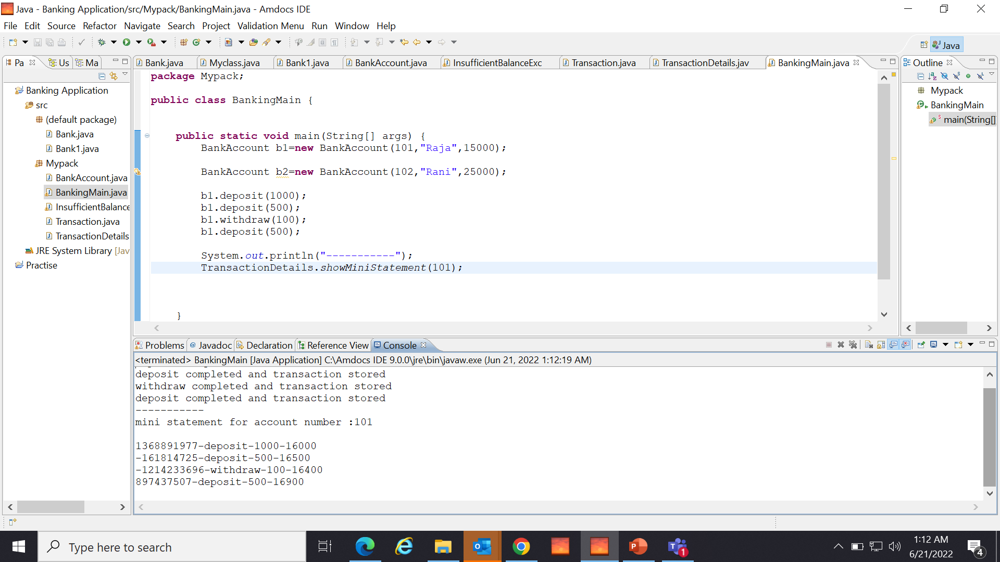 Java - Banking Application/src/Mypack/BankingMain.java - Amdocs IDE
File Edit Source Refactor Navigate Search Project Validation Menu Run Window Help
Java
Pa Us Ma
Bank.java Myclass.java Bank1.java BankAccount.java InsufficientBalanceExc Transaction.java TransactionDetails.jav BankingMain.java
Outline
Banking Application
src
(default package)
Bank.java
Bank1.java
Mypack
BankAccount.java
BankingMain.java
InsufficientBalance
Transaction.java
TransactionDetails
JRE System Library [Jav
Practise
package Mypack;
public class BankingMain {
public static void main(String[] args) {
BankAccount b1=new BankAccount(101,"Raja",15000);
BankAccount b2=new BankAccount(102,"Rani",25000);
b1.deposit(1000);
b1.deposit(500);
b1.withdraw(100);
b1.deposit(500);
System.out.println("-----------");
TransactionDetails.showMiniStatement(101);
}
Mypack
BankingMain
main(String[]
Problems @ Javadoc Declaration Reference View Console
<terminated> BankingMain [Java Application] C:\Amdocs IDE 9.0.0\jre\bin\javaw.exe (Jun 21, 2022 1:12:19 AM)
deposit completed and transaction stored
withdraw completed and transaction stored
deposit completed and transaction stored
-----------
mini statement for account number :101
1368891977-deposit-1000-16000
-161814725-deposit-500-16500
-1214233696-withdraw-100-16400
897437507-deposit-500-16900
Type here to search
1:12 AM
6/21/2022
4
1